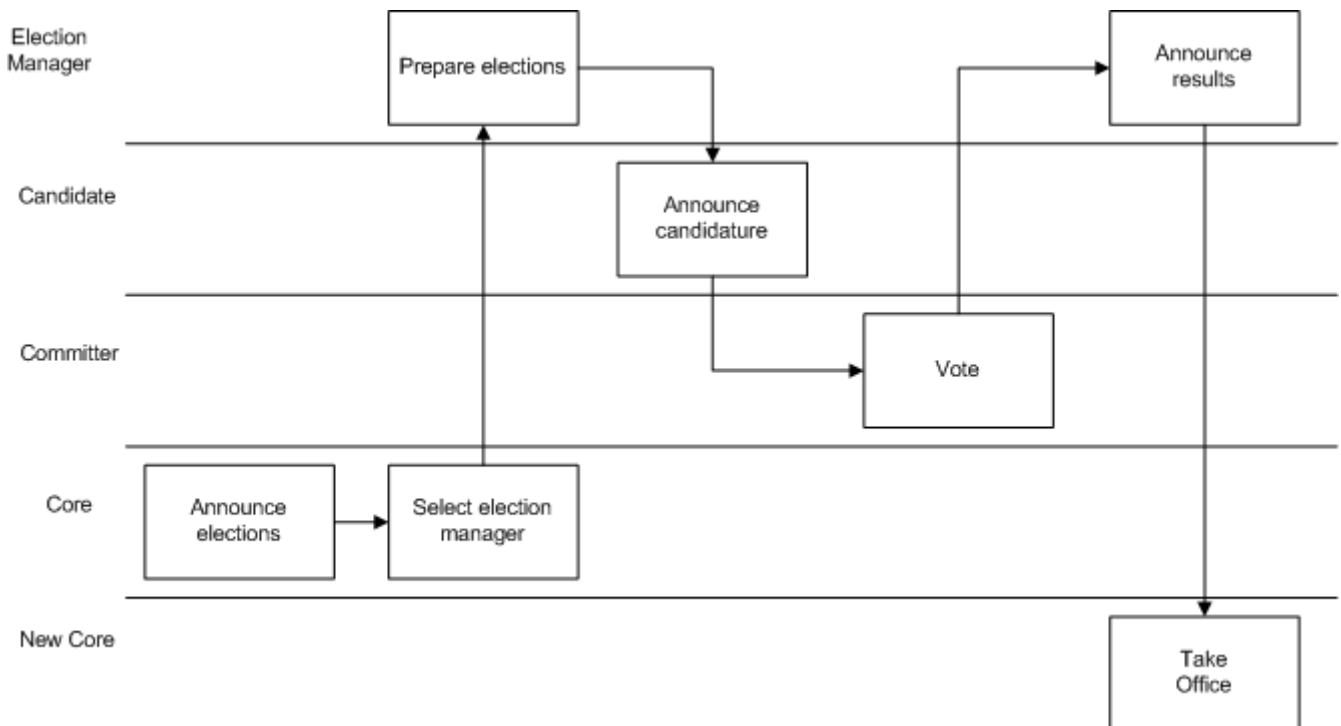 Election
Manager
Prepare elections
Announce
results
Candidate
Announce
candidature
Committer
Vote
Core
Announce
elections
Select election
manager
New Core
Take
Office